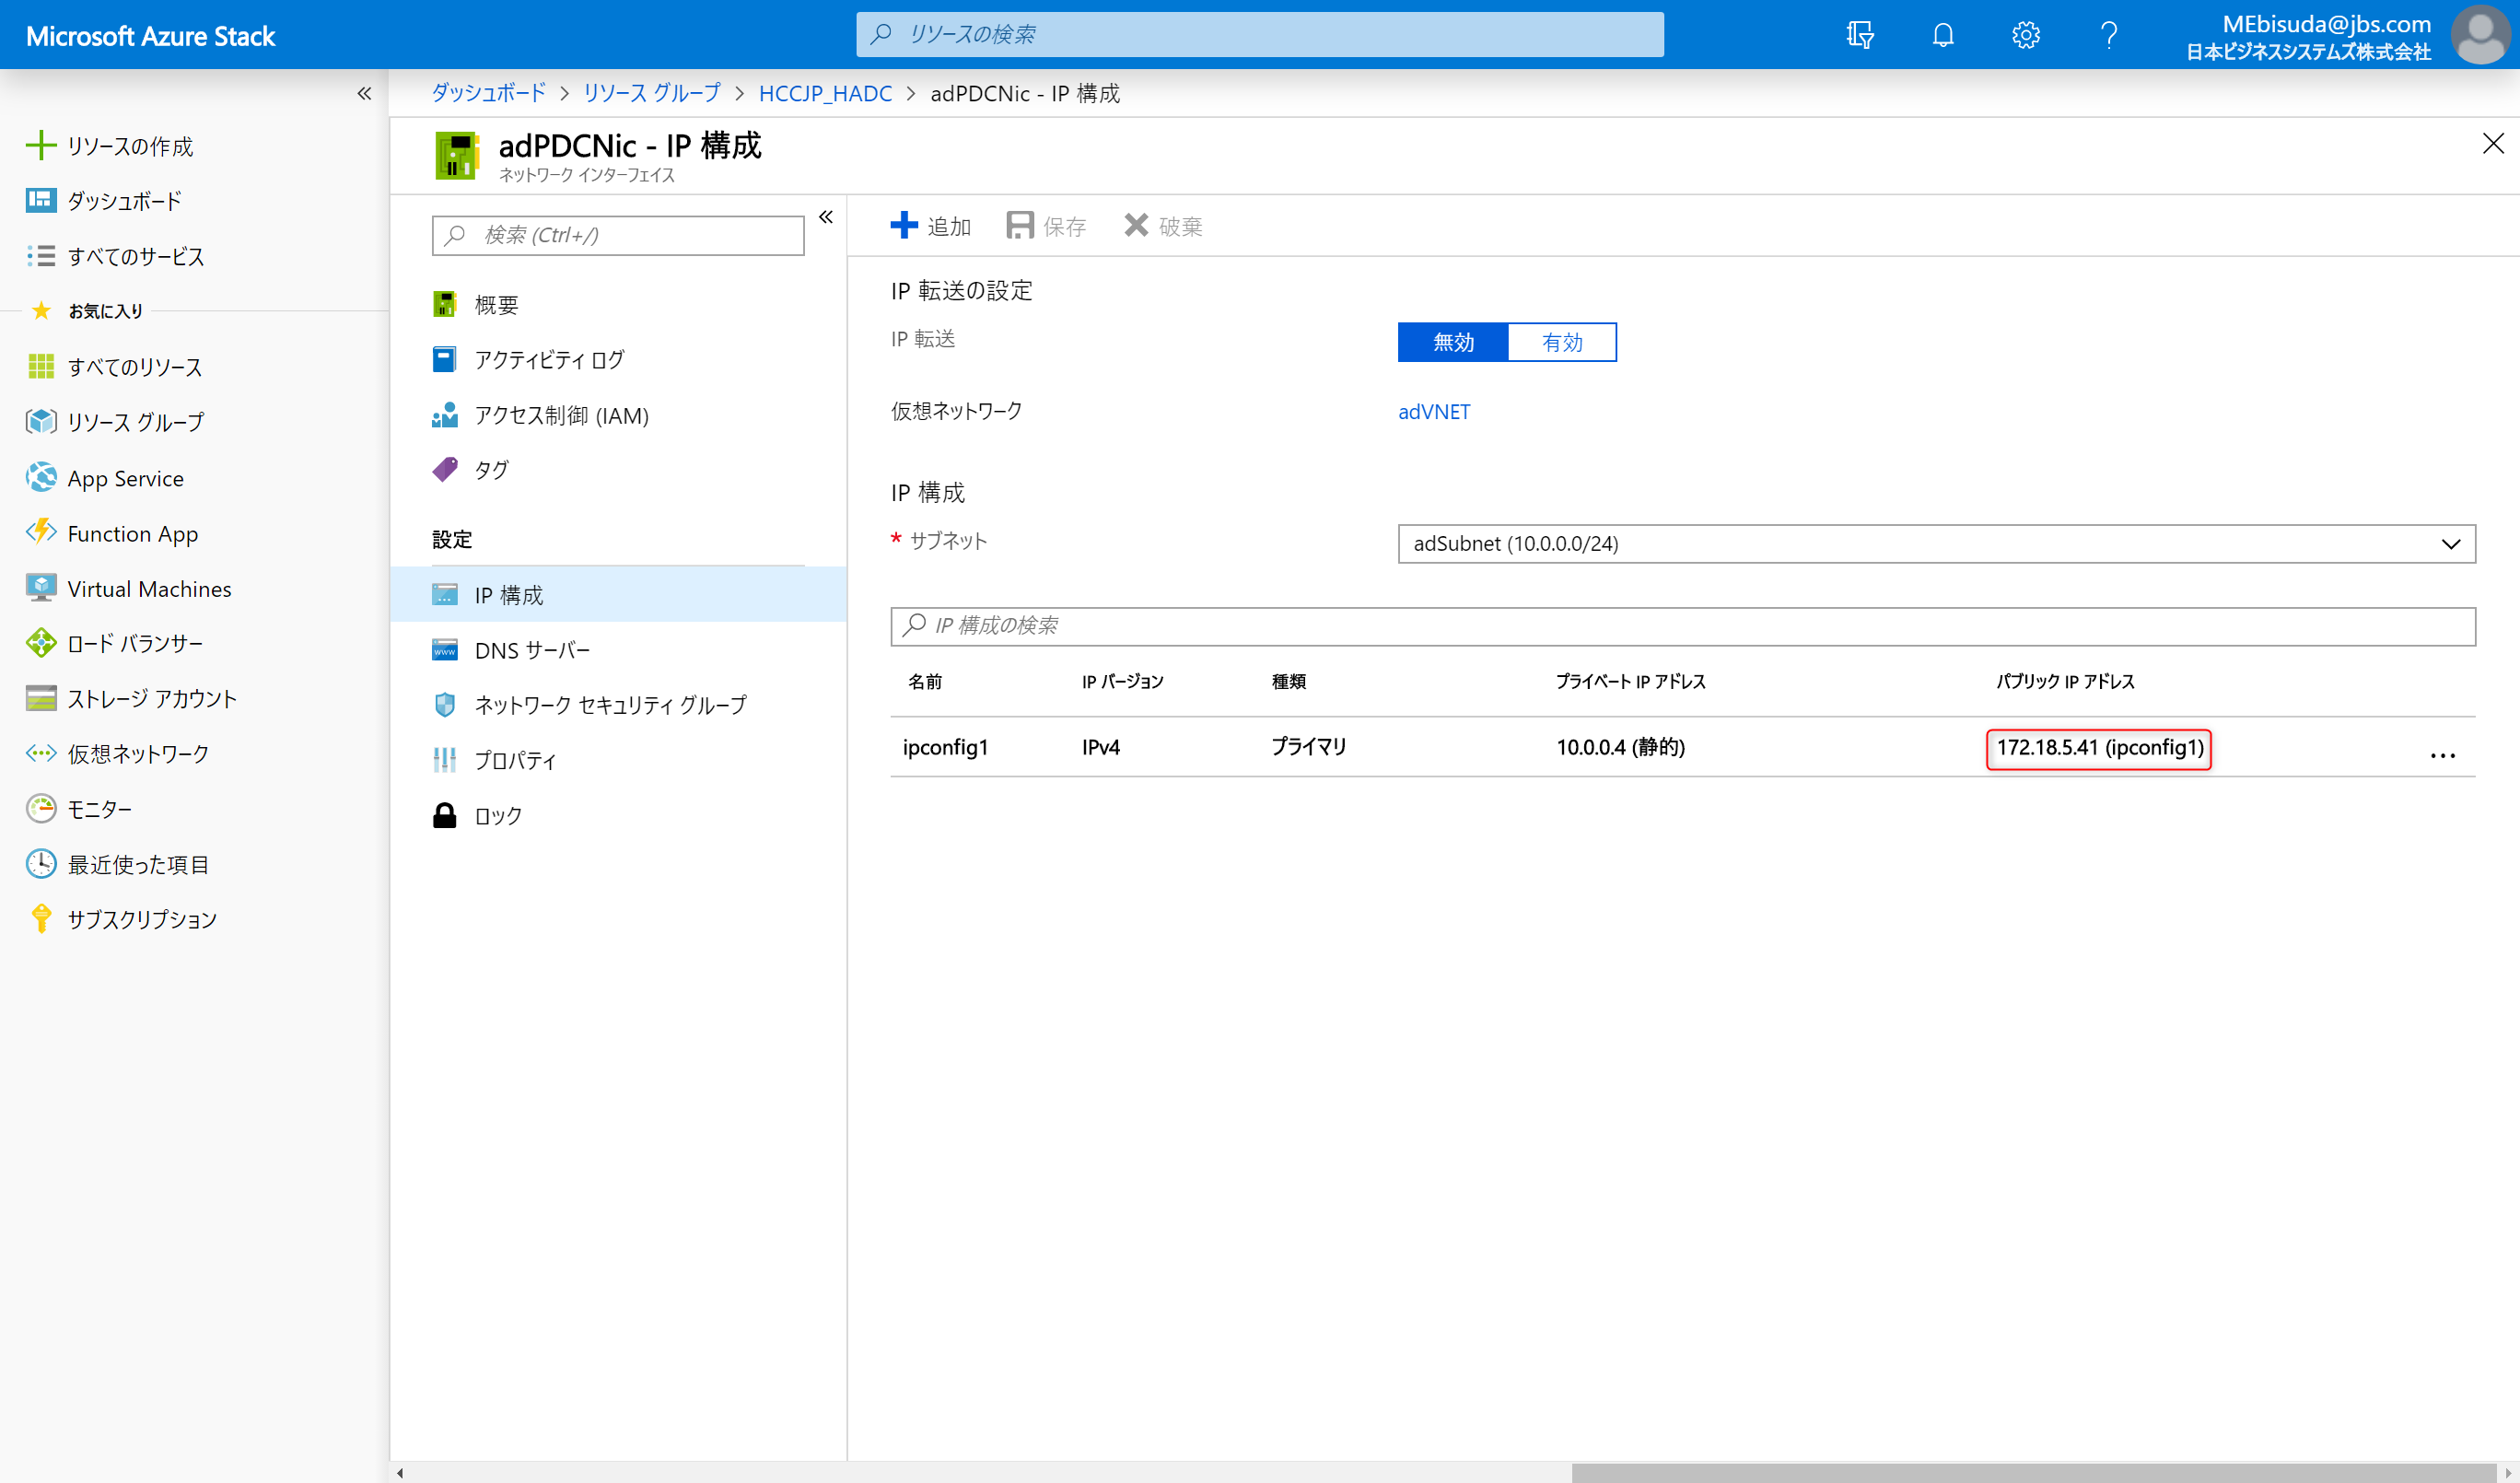 Microsoft Azure Stack
リソースの検索
MEbisuda@jbs.com
日本ビジネスシステムズ株式会社
ダッシュボード > リソース グループ > HCCJP_HADC > adPDCNic - IP 構成
リソースの作成
ダッシュボード
すべてのサービス
お気に入り
すべてのリソース
リソース グループ
App Service
Function App
Virtual Machines
ロード バランサー
ストレージ アカウント
仮想ネットワーク
モニター
最近使った項目
サブスクリプション
adPDCNic - IP 構成
ネットワーク インターフェイス
検索 (Ctrl+/)
概要
アクティビティ ログ
アクセス制御 (IAM)
タグ
設定
IP 構成
DNS サーバー
ネットワーク セキュリティ グループ
プロパティ
ロック
追加 保存 破棄
IP 転送の設定
IP 転送 無効 有効
仮想ネットワーク adVNET
IP 構成
* サブネット adSubnet (10.0.0.0/24)
IP 構成の検索
名前 IP バージョン 種類 プライベート IP アドレス パブリック IP アドレス
ipconfig1 IPv4 プライマリ 10.0.0.4 (静的) 172.18.5.41 (ipconfig1) ...